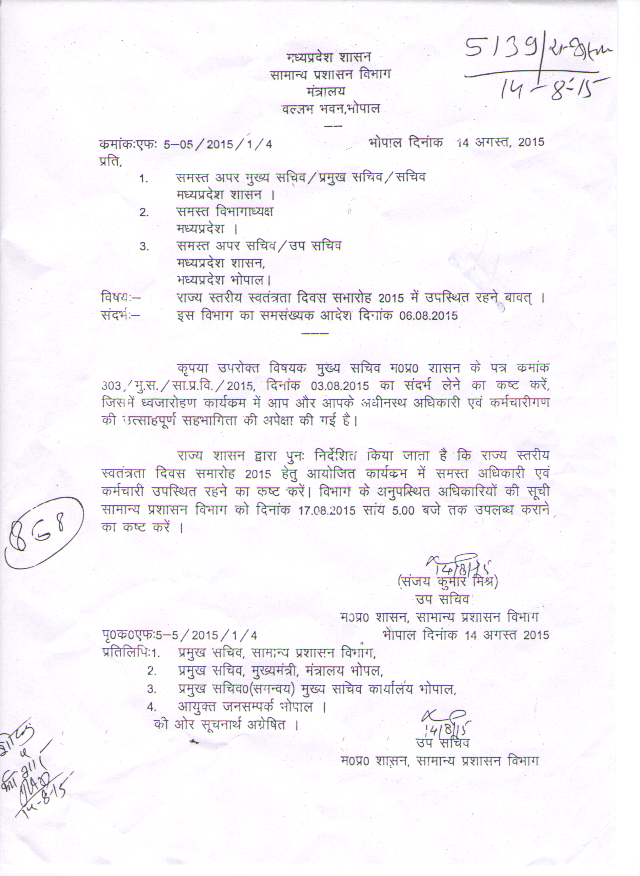 5139/
14-8-15
मध्यप्रदेश शासन
सामान्य प्रशासन विभाग
मंत्रालय
वल्लभ भवन,भोपाल
कमांकःएफः 5-05/2015/1/4 भोपाल दिनांक 14 अगस्त, 2015
प्रति,
1. समस्त अपर मुख्य सचिव/प्रमुख सचिव/सचिव
मध्यप्रदेश शासन ।
2. समस्त विभागाध्यक्ष
मध्यप्रदेश ।
3. समस्त अपर सचिव/उप सचिव
मध्यप्रदेश शासन,
मध्यप्रदेश भोपाल।
विषयः- राज्य स्तरीय स्वतंत्रता दिवस समारोह 2015 में उपस्थित रहने बावत् ।
संदर्भः- इस विभाग का समसंख्यक आदेश दिनांक 06.08.2015
कृपया उपरोक्त विषयक मुख्य सचिव म0प्र0 शासन के पत्र कमांक
303/मु.स./सा.प्र.वि./2015, दिनांक 03.08.2015 का संदर्भ लेने का कष्ट करें,
जिसमें ध्वजारोहण कार्यकम में आप और आपके अधीनस्थ अधिकारी एवं कर्मचारीगण
की उत्साहपूर्ण सहभागिता की अपेक्षा की गई है।
राज्य शासन द्वारा पुनः निर्देशित किया जाता है कि राज्य स्तरीय
स्वतंत्रता दिवस समारोह 2015 हेतु आयोजित कार्यकम में समस्त अधिकारी एवं
कर्मचारी उपस्थित रहने का कष्ट करें। विभाग के अनुपस्थित अधिकारियों की सूची
सामान्य प्रशासन विभाग को दिनांक 17.08.2015 सांय 5.00 बजे तक उपलब्ध कराने
का कष्ट करें ।
868
14/8/15
(संजय कुमार मिश्र)
उप सचिव
म0प्र0 शासन, सामान्य प्रशासन विभाग
पृ0क0एफः5-5/2015/1/4 भोपाल दिनांक 14 अगस्त 2015
प्रतिलिपिः1. प्रमुख सचिव, सामान्य प्रशासन विभाग,
2. प्रमुख सचिव, मुख्यमंत्री, मंत्रालय भोपल,
3. प्रमुख सचिव0(समन्वय) मुख्य सचिव कार्यालय भोपाल,
4. आयुक्त जनसम्पर्क भोपाल ।
की ओर सूचनार्थ अग्रेषित ।
14/8/15
उप सचिव
म0प्र0 शासन, सामान्य प्रशासन विभाग
14-8-15